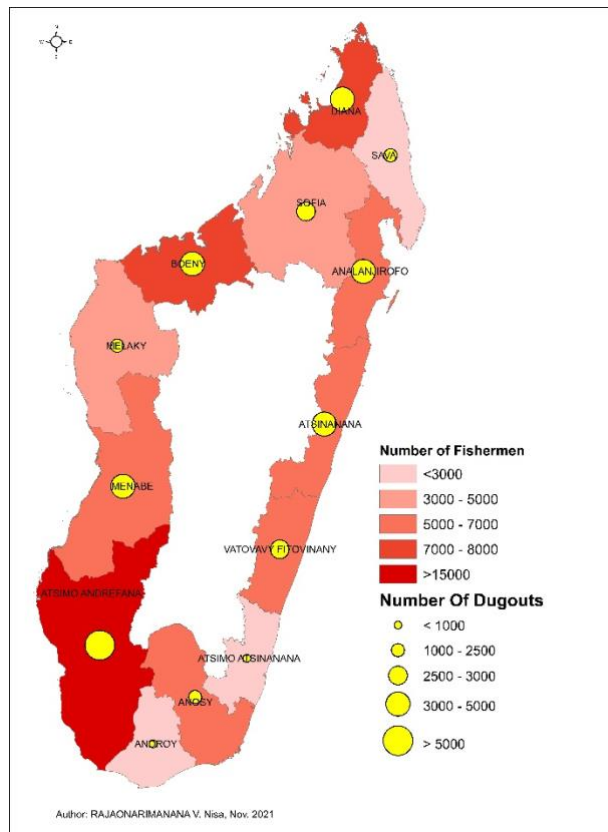 N
W
E
S
DIANA
SAVA
SOFIA
BOENY
ANALANJIROFO
MELAKY
ATSINANANA
Number of Fishermen
<3000
3000 - 5000
MENABE
5000 - 7000
7000 - 8000
VATOVAVY FITOVINANY
>15000
ATSIMO ANDREFANA
Number Of Dugouts
< 1000
1000 - 2500
ATSIMO ATSINANANA
2500 - 3000
ANOSY
3000 - 5000
ANDROY
> 5000
Author: RAJAONARIMANANA V. Nisa, Nov. 2021